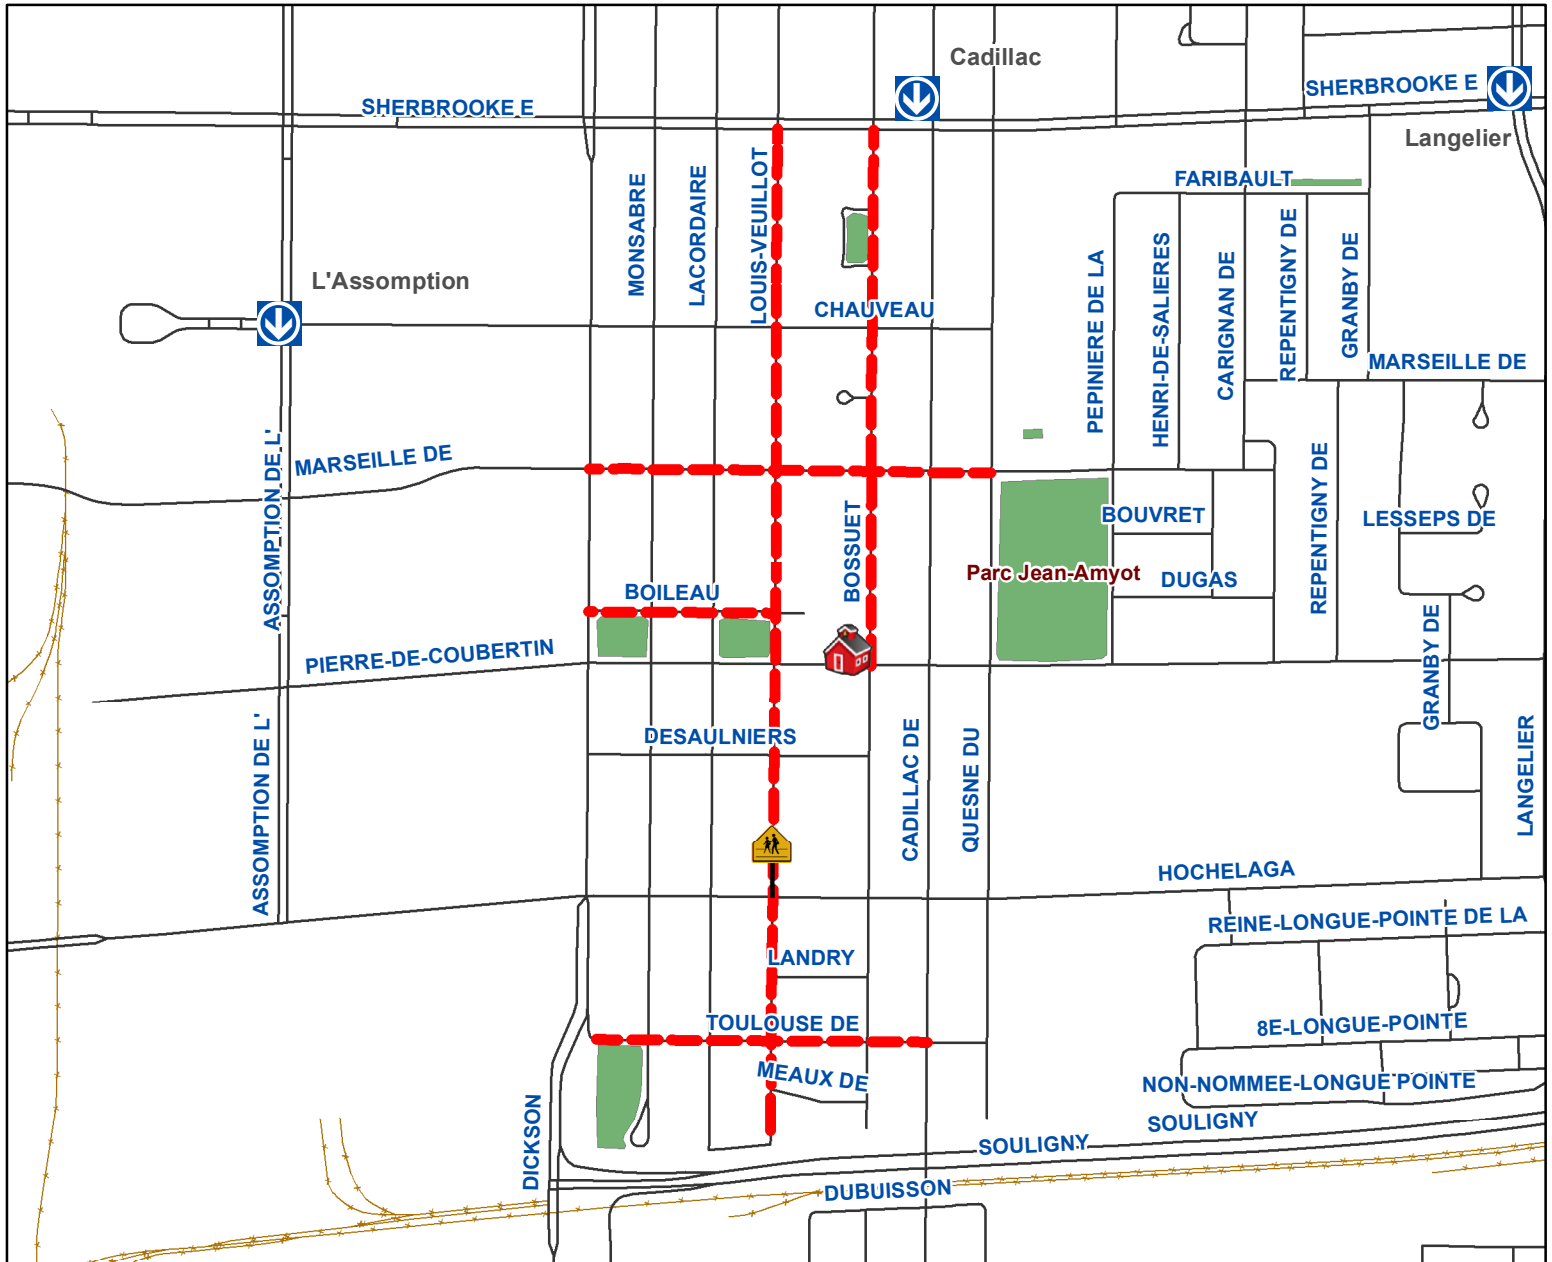 Cadillac
SHERBROOKE E
SHERBROOKE E
Langelier
FARIBAULT
MONSABRE
LACORDAIRE
LOUIS-VEUILLOT
L'Assomption
CHAUVEAU
PEPINIERE DE LA
HENRI-DE-SALIERES
CARIGNAN DE
REPENTIGNY DE
GRANBY DE
MARSEILLE DE
MARSEILLE DE
ASSOMPTION DE L'
BOSSUET
BOUVRET
REPENTIGNY DE
LESSEPS DE
Parc Jean-Amyot
DUGAS
BOILEAU
PIERRE-DE-COUBERTIN
GRANBY DE
ASSOMPTION DE L'
DESAULNIERS
CADILLAC DE
QUESNE DU
LANGELIER
HOCHELAGA
REINE-LONGUE-POINTE DE LA
LANDRY
TOULOUSE DE
8E-LONGUE-POINTE
MEAUX DE
NON-NOMMEE-LONGUE POINTE
DICKSON
SOULIGNY
SOULIGNY
DUBUISSON